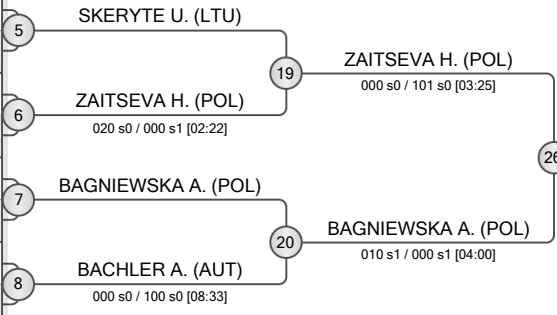 SKERYTE U. (LTU)
5
19
ZAITSEVA H. (POL)
000 s0 / 101 s0 [03:25]
ZAITSEVA H. (POL)
6
020 s0 / 000 s1 [02:22]
26
BAGNIEWSKA A. (POL)
7
20
BAGNIEWSKA A. (POL)
010 s1 / 000 s1 [04:00]
BACHLER A. (AUT)
8
000 s0 / 100 s0 [08:33]